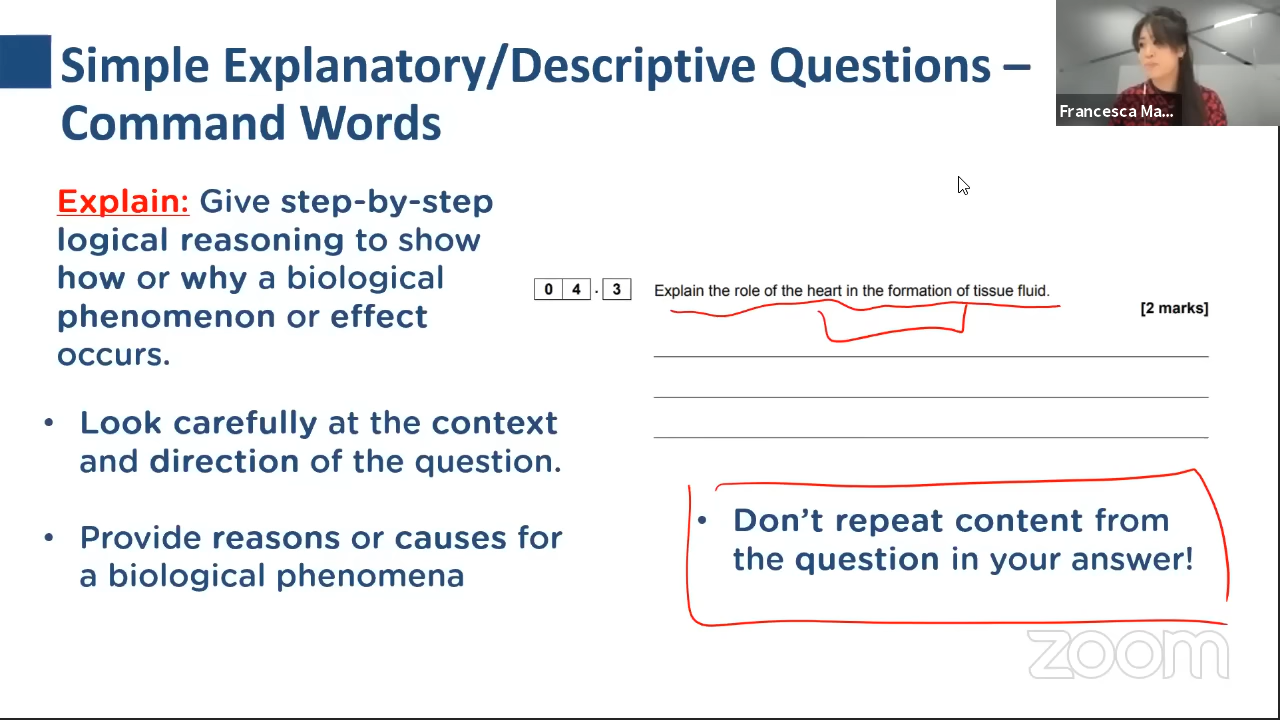 Simple Explanatory/Descriptive Questions –
Command Words
Francesca Ma...
Explain: Give step-by-step
logical reasoning to show
how or why a biological
phenomenon or effect
occurs.
• Look carefully at the context
and direction of the question.
• Provide reasons or causes for
a biological phenomena
0 4 . 3 Explain the role of the heart in the formation of tissue fluid.
[2 marks]
• Don't repeat content from
the question in your answer!
zoom